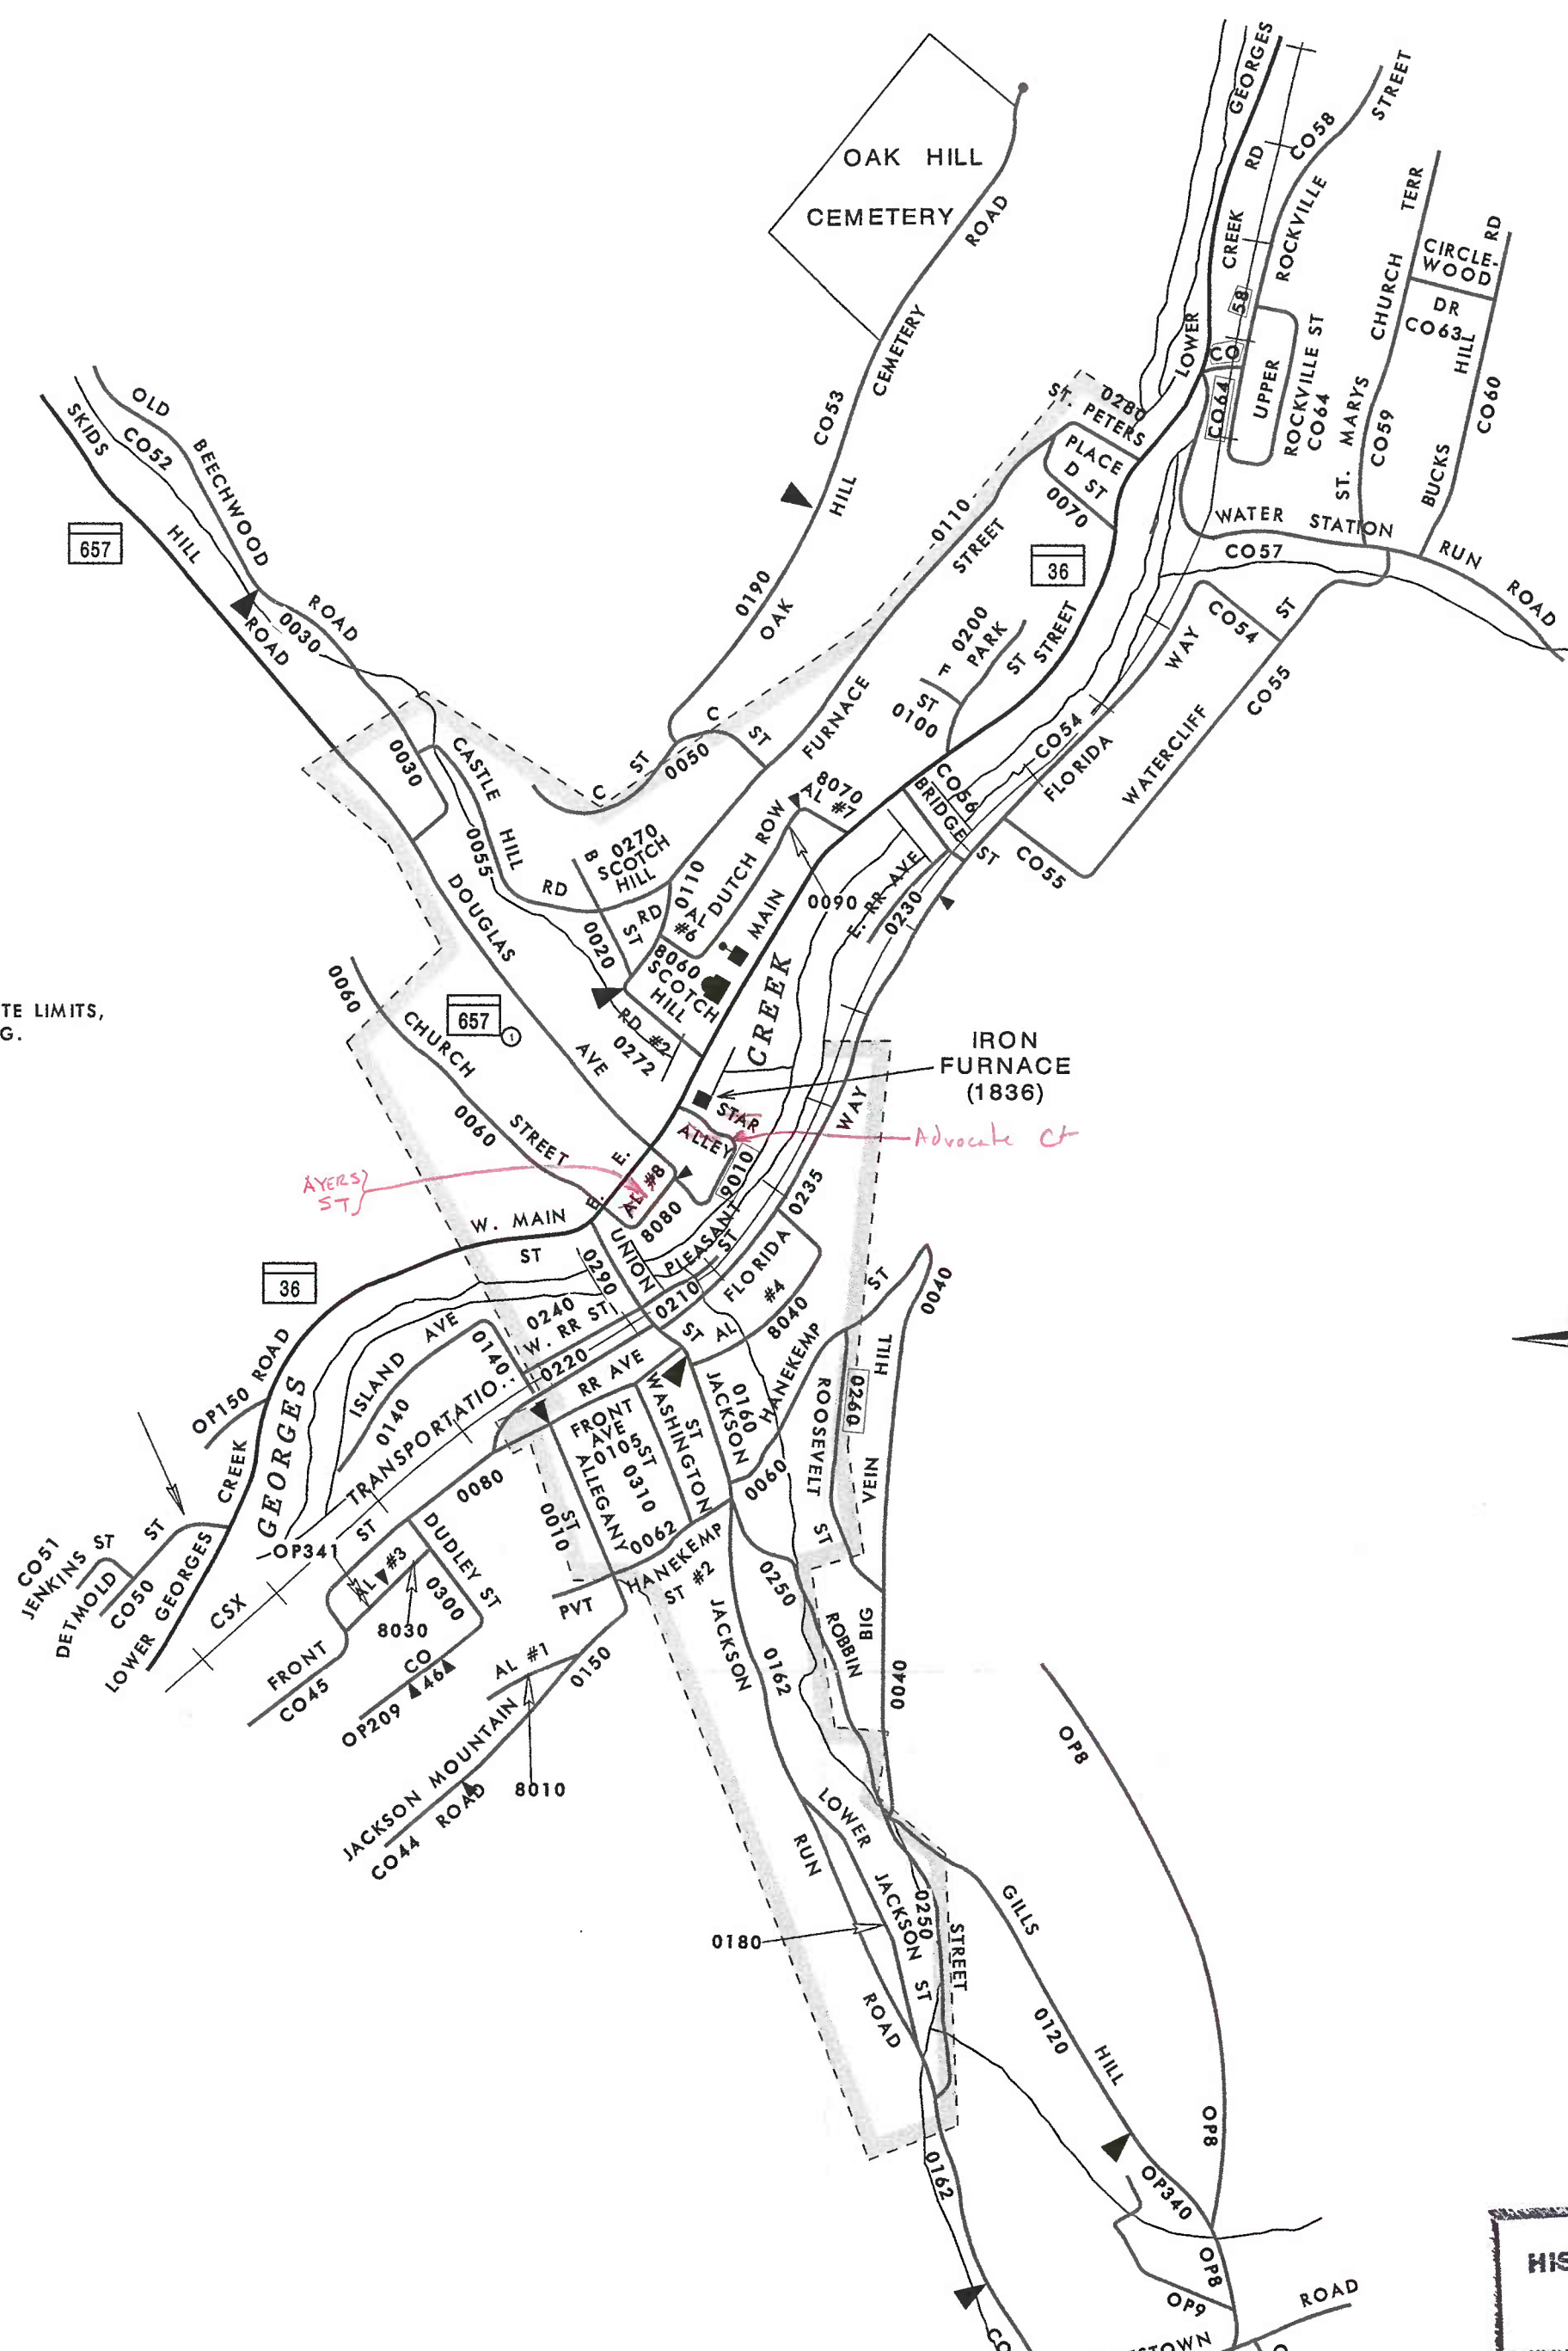 OAK HILL
CEMETERY
OAK HILL CEMETERY ROAD
CO53
0190
LOWER GEORGES CREEK RD
ROCKVILLE STREET
CO58
CO 58
CO64
UPPER
ROCKVILLE ST
CO64
ST. MARYS CHURCH TERR
CO59
CIRCLE-
WOOD
DR
CO63
BUCKS HILL RD
CO60
WATER STATION RUN ROAD
CO57
OLD BEECHWOOD ROAD
CO52
0030
SKIDS HILL ROAD
657
0280
ST. PETERS
PLACE
D ST
0070
0110
FURNACE STREET
36
F ST
0100
0200
PARK ST
MAIN STREET
CO54
WATERCLIFF ST
CO55
FLORIDA WAY
CO54
CO55
CO56
BRIDGE ST
C ST
0050
C ST
0030
CASTLE HILL RD
0055
0270
SCOTCH
HILL
RD
B ST
0020
0110
AL
#6
8060
SCOTCH
HILL
RD #2
0272
DUTCH ROW
8070
AL #7
0090
E. RR AVE
0230
DOUGLAS AVE
657
1
TE LIMITS,
G.
0060
CHURCH STREET
0060
CREEK
IRON
FURNACE
(1836)
STAR
ALLEY
Advocate Ct
9010
WAY
0235
AYERS
ST
AL #8
8080
E.
E.
W. MAIN
ST
36
UNION ST
PLEASANT ST
0290
0240
W. RR ST
0210
0220
RR AVE
FLORIDA
AL #4
8040
HANEKEMP ST
0040
ISLAND AVE
0140
0140
OP150 ROAD
GEORGES
TRANSPORTATIO
CSX
LOWER GEORGES CREEK
0080
FRONT
AVE
0105
WASHINGTON ST
0310
ALLEGANY ST
0010
JACKSON ST
0160
0060
0062
HANEKEMP
ST #2
PVT
ROOSEVELT ST
0260
BIG VEIN HILL
0040
CO51
JENKINS ST
DETMOLD ST
CO50
OP341
FRONT ST
CO45
AL #3
8030
DUDLEY ST
0300
CO 46
OP209
AL #1
8010
0150
JACKSON MOUNTAIN ROAD
CO44
0250
ROBBIN STREET
0162
JACKSON RUN ROAD
LOWER JACKSON ST
0250
0180
GILLS HILL
0120
OP8
OP8
OP340
OP8
OP9
0162
CO
ROAD
STOWN
HIS